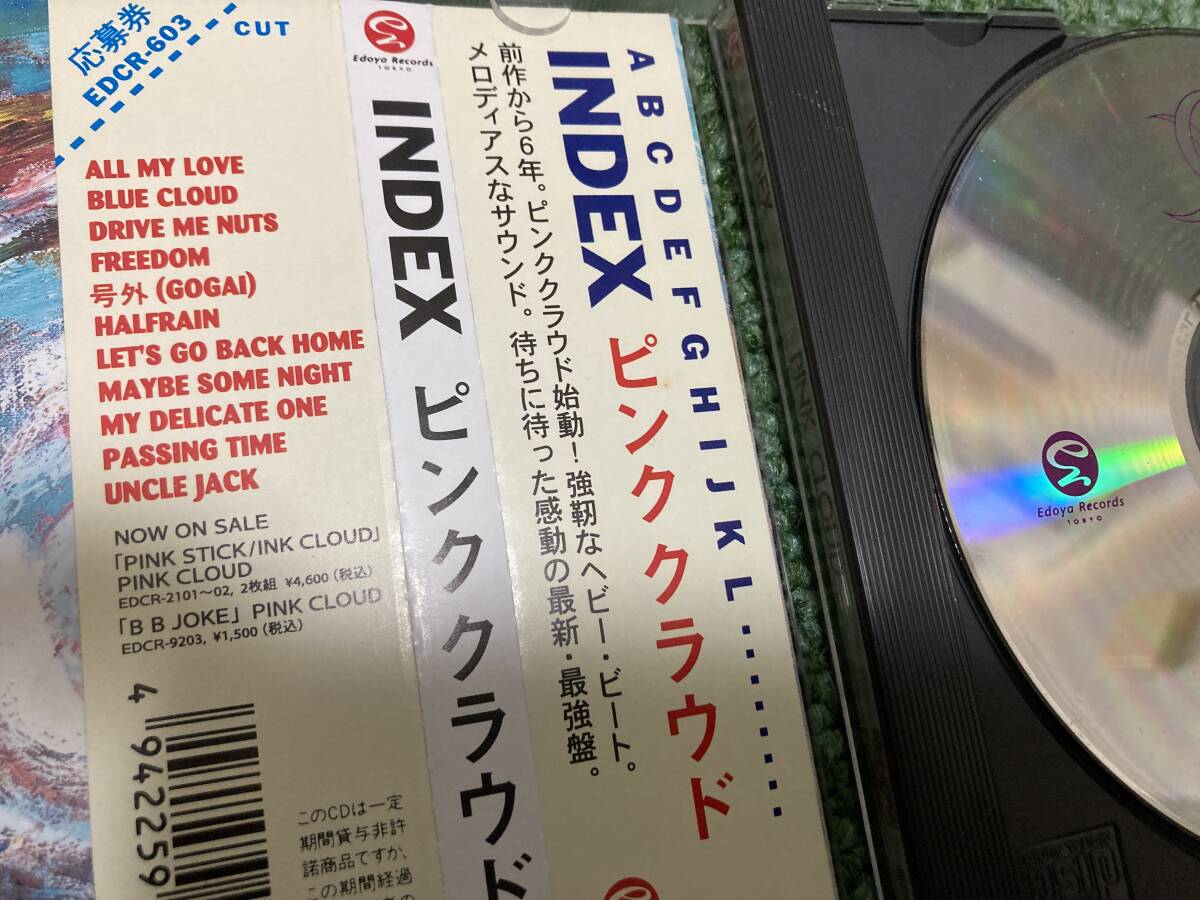 応募券
EDCR-603
CUT
ALL MY LOVE
BLUE CLOUD
DRIVE ME NUTS
FREEDOM
号外 (GOGAI)
HALFRAIN
LET'S GO BACK HOME
MAYBE SOME NIGHT
MY DELICATE ONE
PASSING TIME
UNCLE JACK
NOW ON SALE
「PINK STICK/INK CLOUD」
PINK CLOUD
EDCR-2101〜02, 2枚組 ¥4,600 (税込)
「B B JOKE」 PINK CLOUD
EDCR-9203, ¥1,500 (税込)
4 942259
このCDは一定
期間貸与非許
諾商品ですが、
この期間経過
Edoya Records
TOKYO
INDEX ピンククラウド
A B C D E F G H I J K L ........
INDEX ピンククラウド
前作から6年。ピンククラウド始動！強靭なヘビー・ビート。
メロディアスなサウンド。待ちに待った感動の最新・最強盤。
INDEX
PINK CLOUD
Edoya Records
TOKYO